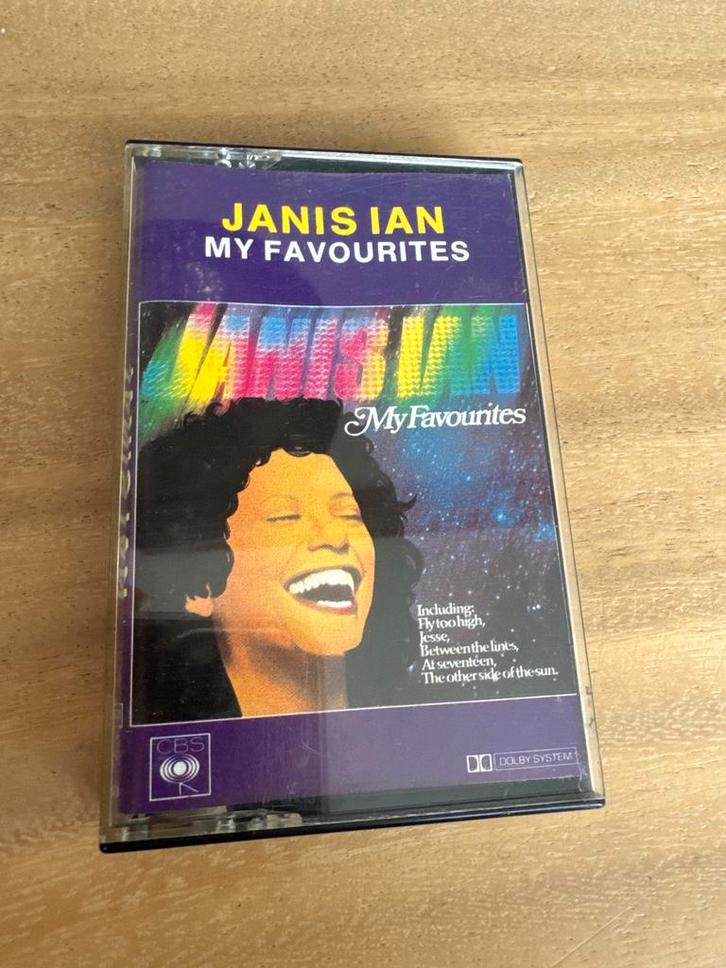 JANIS IAN
MY FAVOURITES
JANIS IAN
My Favourites
Including:
Fly too high,
Jesse,
Between the lines,
At seventeen,
The other side of the sun.
CBS
DOLBY SYSTEM